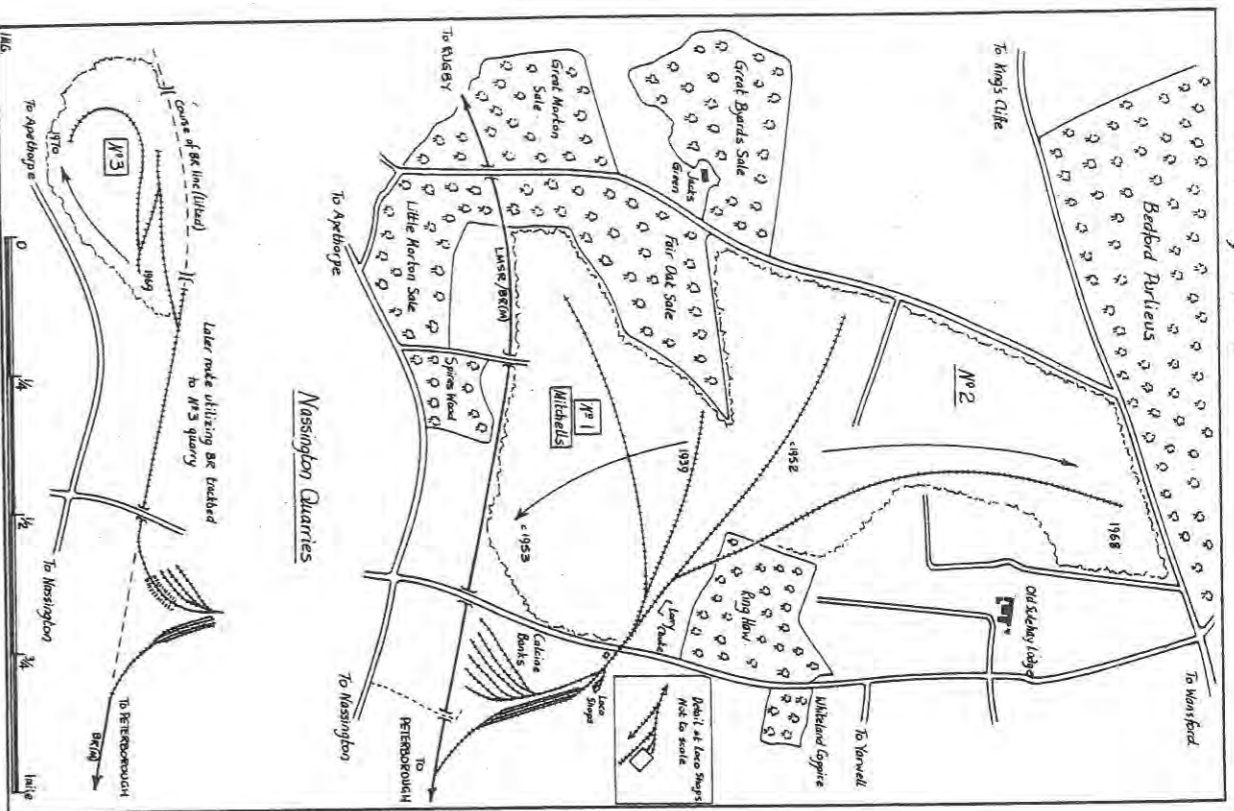 To King's Cliffe
Bedford Purlieus
To Wansford
Great Byards Sale
Jacks
Green
Great Morton
Sale
To RUGBY
Fair Oak Sale
Little Morton Sale
LMSR/BR(M)
To Apethorpe
Spires Wood
Nº 2
Nº 1
Mitchells
1939
c1952
c1953
1968
Old Sulehay Lodge
Ring Haw
Whiteland Coppice
To Yarwell
Lorry
Calcine
Banks
Loco
Shops
Detail at Loco Shops
Not to scale
To Nassington
TO
PETERBOROUGH
Nassington Quarries
Course of BR line (lifted)
Nº 3
1969
1970
To Apethorpe
Later route utilizing BR trackbed
to Nº3 quarry
To Nassington
TO PETERBOROUGH
BR(M)
0
1/4
1/2
3/4
1 mile